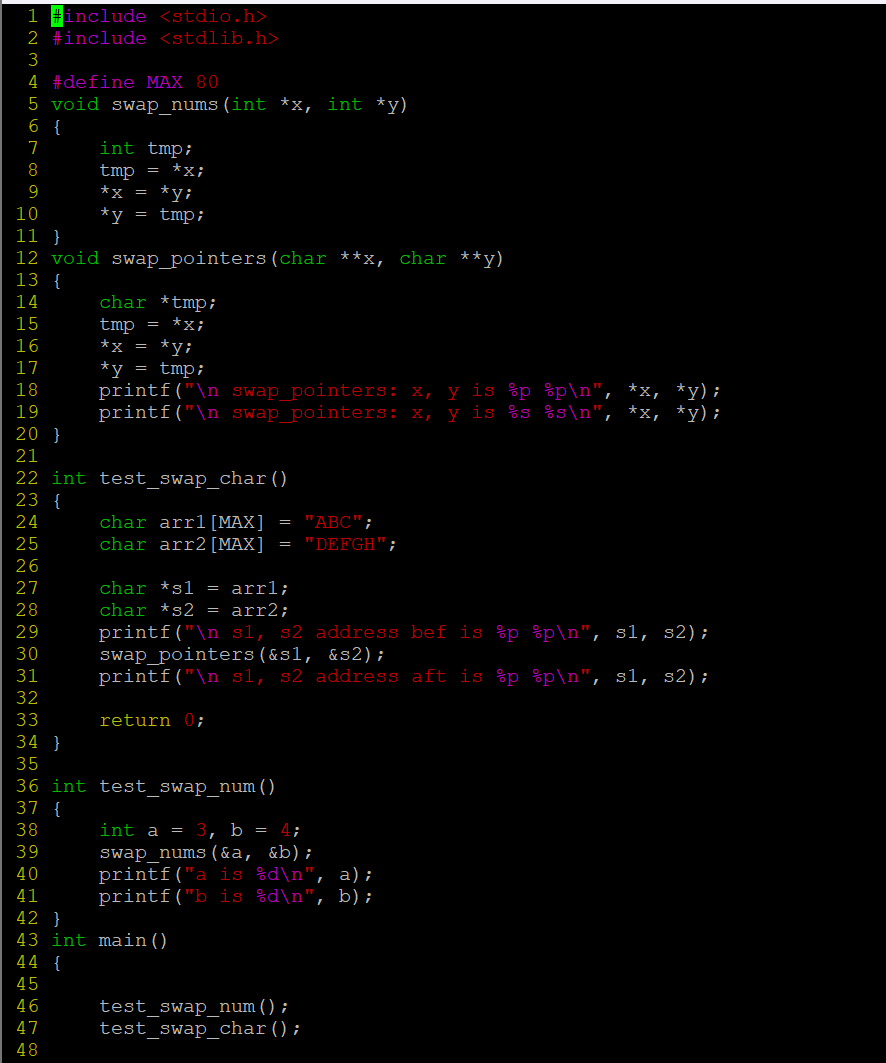 1 #include <stdio.h>
2 #include <stdlib.h>
3
4 #define MAX 80
5 void swap_nums(int *x, int *y)
6 {
7     int tmp;
8     tmp = *x;
9     *x = *y;
10     *y = tmp;
11 }
12 void swap_pointers(char **x, char **y)
13 {
14     char *tmp;
15     tmp = *x;
16     *x = *y;
17     *y = tmp;
18     printf("\n swap_pointers: x, y is %p %p\n", *x, *y);
19     printf("\n swap_pointers: x, y is %s %s\n", *x, *y);
20 }
21
22 int test_swap_char()
23 {
24     char arr1[MAX] = "ABC";
25     char arr2[MAX] = "DEFGH";
26
27     char *s1 = arr1;
28     char *s2 = arr2;
29     printf("\n s1, s2 address bef is %p %p\n", s1, s2);
30     swap_pointers(&s1, &s2);
31     printf("\n s1, s2 address aft is %p %p\n", s1, s2);
32
33     return 0;
34 }
35
36 int test_swap_num()
37 {
38     int a = 3, b = 4;
39     swap_nums(&a, &b);
40     printf("a is %d\n", a);
41     printf("b is %d\n", b);
42 }
43 int main()
44 {
45
46     test_swap_num();
47     test_swap_char();
48